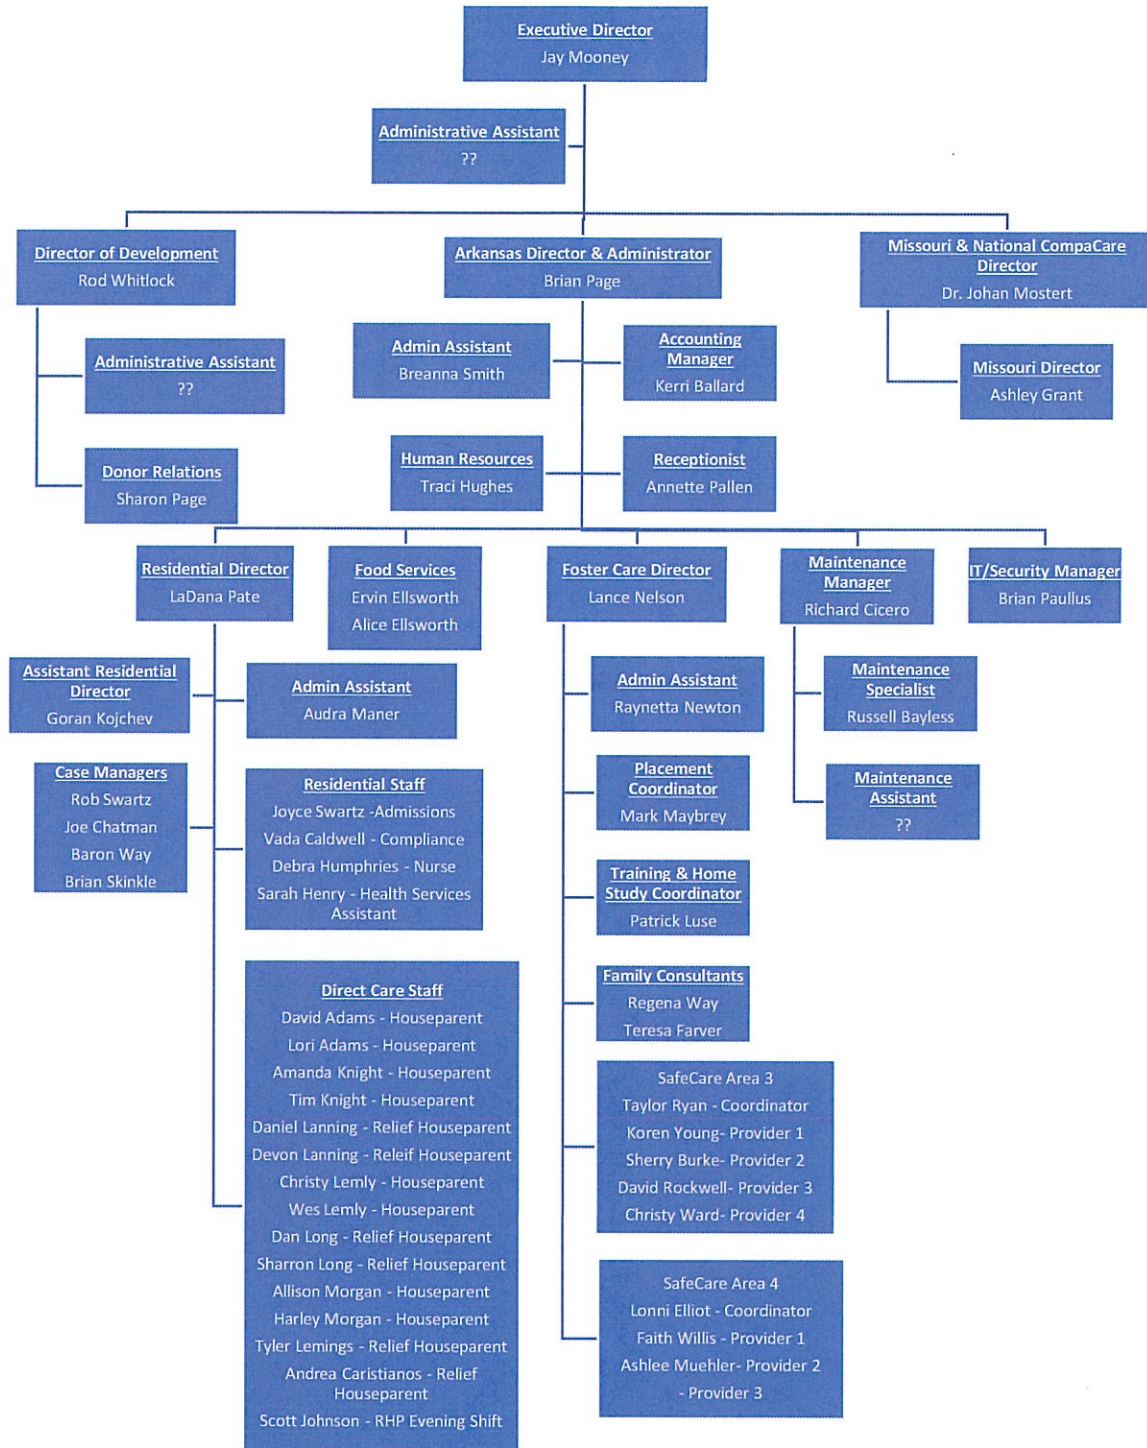 Executive Director
Jay Mooney
Administrative Assistant
??
Director of Development
Rod Whitlock
Arkansas Director & Administrator
Brian Page
Missouri & National CompaCare
Director
Dr. Johan Mostert
Administrative Assistant
??
Donor Relations
Sharon Page
Admin Assistant
Breanna Smith
Accounting
Manager
Kerri Ballard
Human Resources
Traci Hughes
Receptionist
Annette Pallen
Missouri Director
Ashley Grant
Residential Director
LaDana Pate
Food Services
Ervin Ellsworth
Alice Ellsworth
Foster Care Director
Lance Nelson
Maintenance
Manager
Richard Cicero
IT/Security Manager
Brian Paullus
Assistant Residential
Director
Goran Kojchev
Admin Assistant
Audra Maner
Case Managers
Rob Swartz
Joe Chatman
Baron Way
Brian Skinkle
Residential Staff
Joyce Swartz -Admissions
Vada Caldwell - Compliance
Debra Humphries - Nurse
Sarah Henry - Health Services
Assistant
Direct Care Staff
David Adams - Houseparent
Lori Adams - Houseparent
Amanda Knight - Houseparent
Tim Knight - Houseparent
Daniel Lanning - Relief Houseparent
Devon Lanning - Releif Houseparent
Christy Lemly - Houseparent
Wes Lemly - Houseparent
Dan Long - Relief Houseparent
Sharron Long - Relief Houseparent
Allison Morgan - Houseparent
Harley Morgan - Houseparent
Tyler Lemings - Relief Houseparent
Andrea Caristianos - Relief
Houseparent
Scott Johnson - RHP Evening Shift
Admin Assistant
Raynetta Newton
Placement
Coordinator
Mark Maybrey
Training & Home
Study Coordinator
Patrick Luse
Family Consultants
Regena Way
Teresa Farver
SafeCare Area 3
Taylor Ryan - Coordinator
Koren Young- Provider 1
Sherry Burke- Provider 2
David Rockwell- Provider 3
Christy Ward- Provider 4
SafeCare Area 4
Lonni Elliot - Coordinator
Faith Willis - Provider 1
Ashlee Muehler- Provider 2
- Provider 3
Maintenance
Specialist
Russell Bayless
Maintenance
Assistant
??